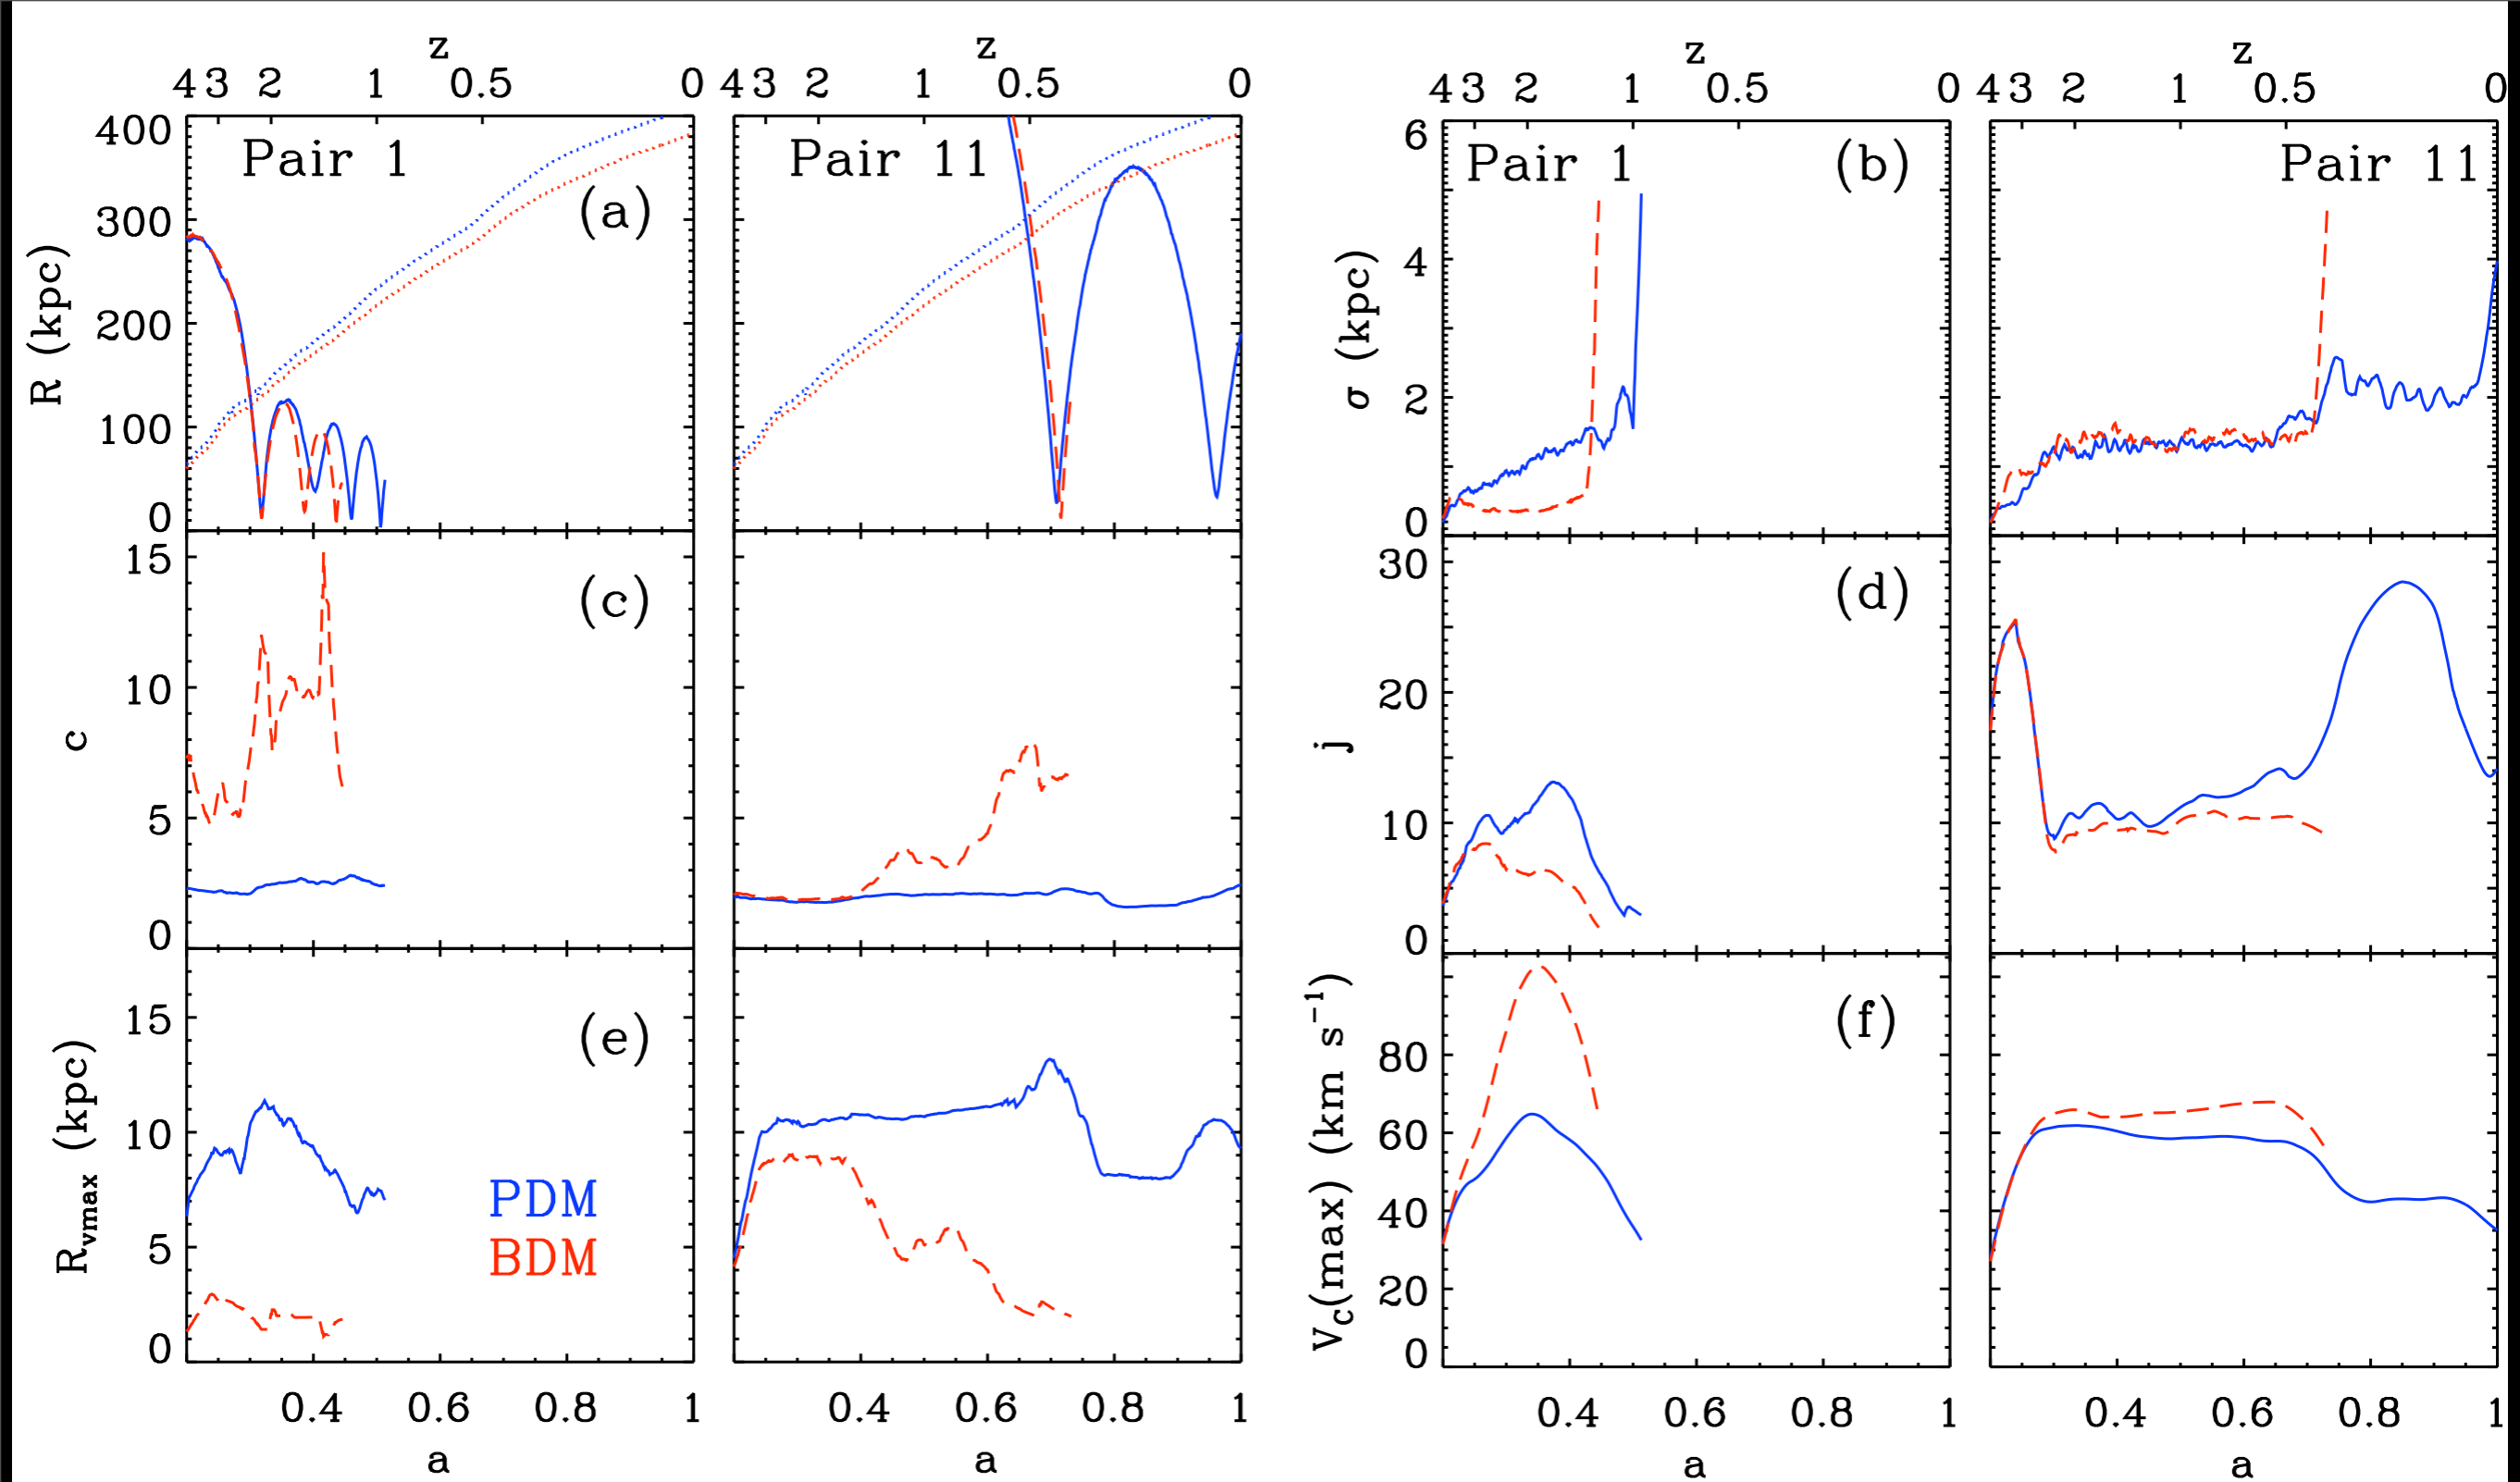 z z z z
4 3 2 1 0.5 0 4 3 2 1 0.5 0 4 3 2 1 0.5 0 4 3 2 1 0.5 0
400 Pair 1 Pair 11 6 Pair 1 (b) Pair 11
300 (a)
R (kpc) 200 σ (kpc) 4
100 2
0 0
15 (c) 30 (d)
10 20
c j
5 10
0 0
15 (e) (f)
R_vmax (kpc) 10 V_C(max) (km s⁻¹) 80
60
PDM 40
5 BDM 20
0 0
0.4 0.6 0.8 1 0.4 0.6 0.8 1 0.4 0.6 0.8 1 0.4 0.6 0.8 1
a a a a